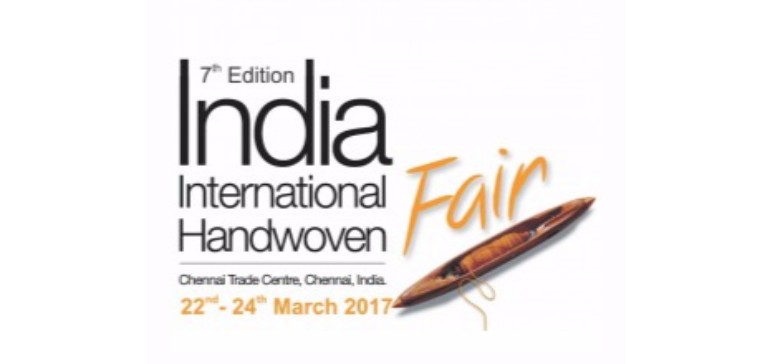 7th Edition
India
International
Handwoven
Fair
Chennai Trade Centre, Chennai, India.
22nd- 24th March 2017